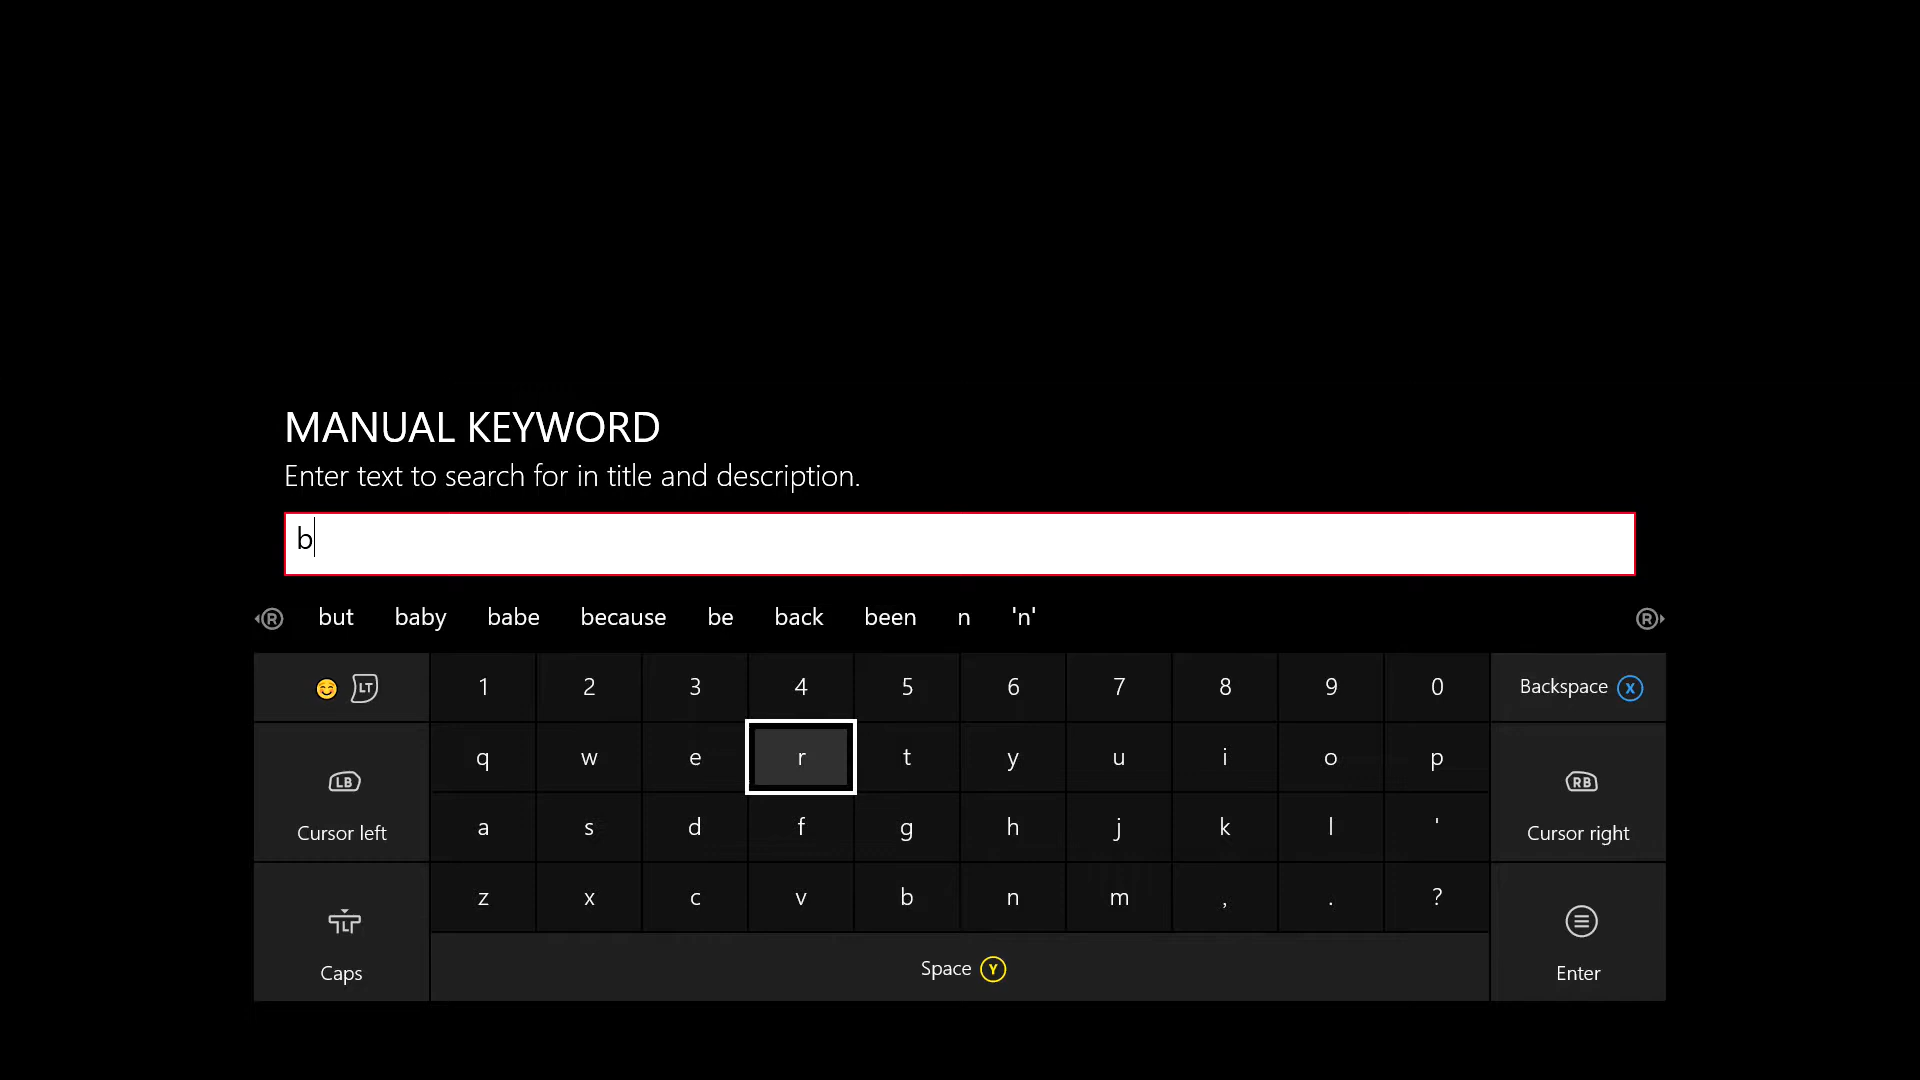 MANUAL KEYWORD
Enter text to search for in title and description.
b
R but baby babe because be back been n 'n' R
LT 1 2 3 4 5 6 7 8 9 0 Backspace X
q w e r t y u i o p
LB RB
Cursor left a s d f g h j k l ' Cursor right
z x c v b n m , . ?
Caps Space Y Enter